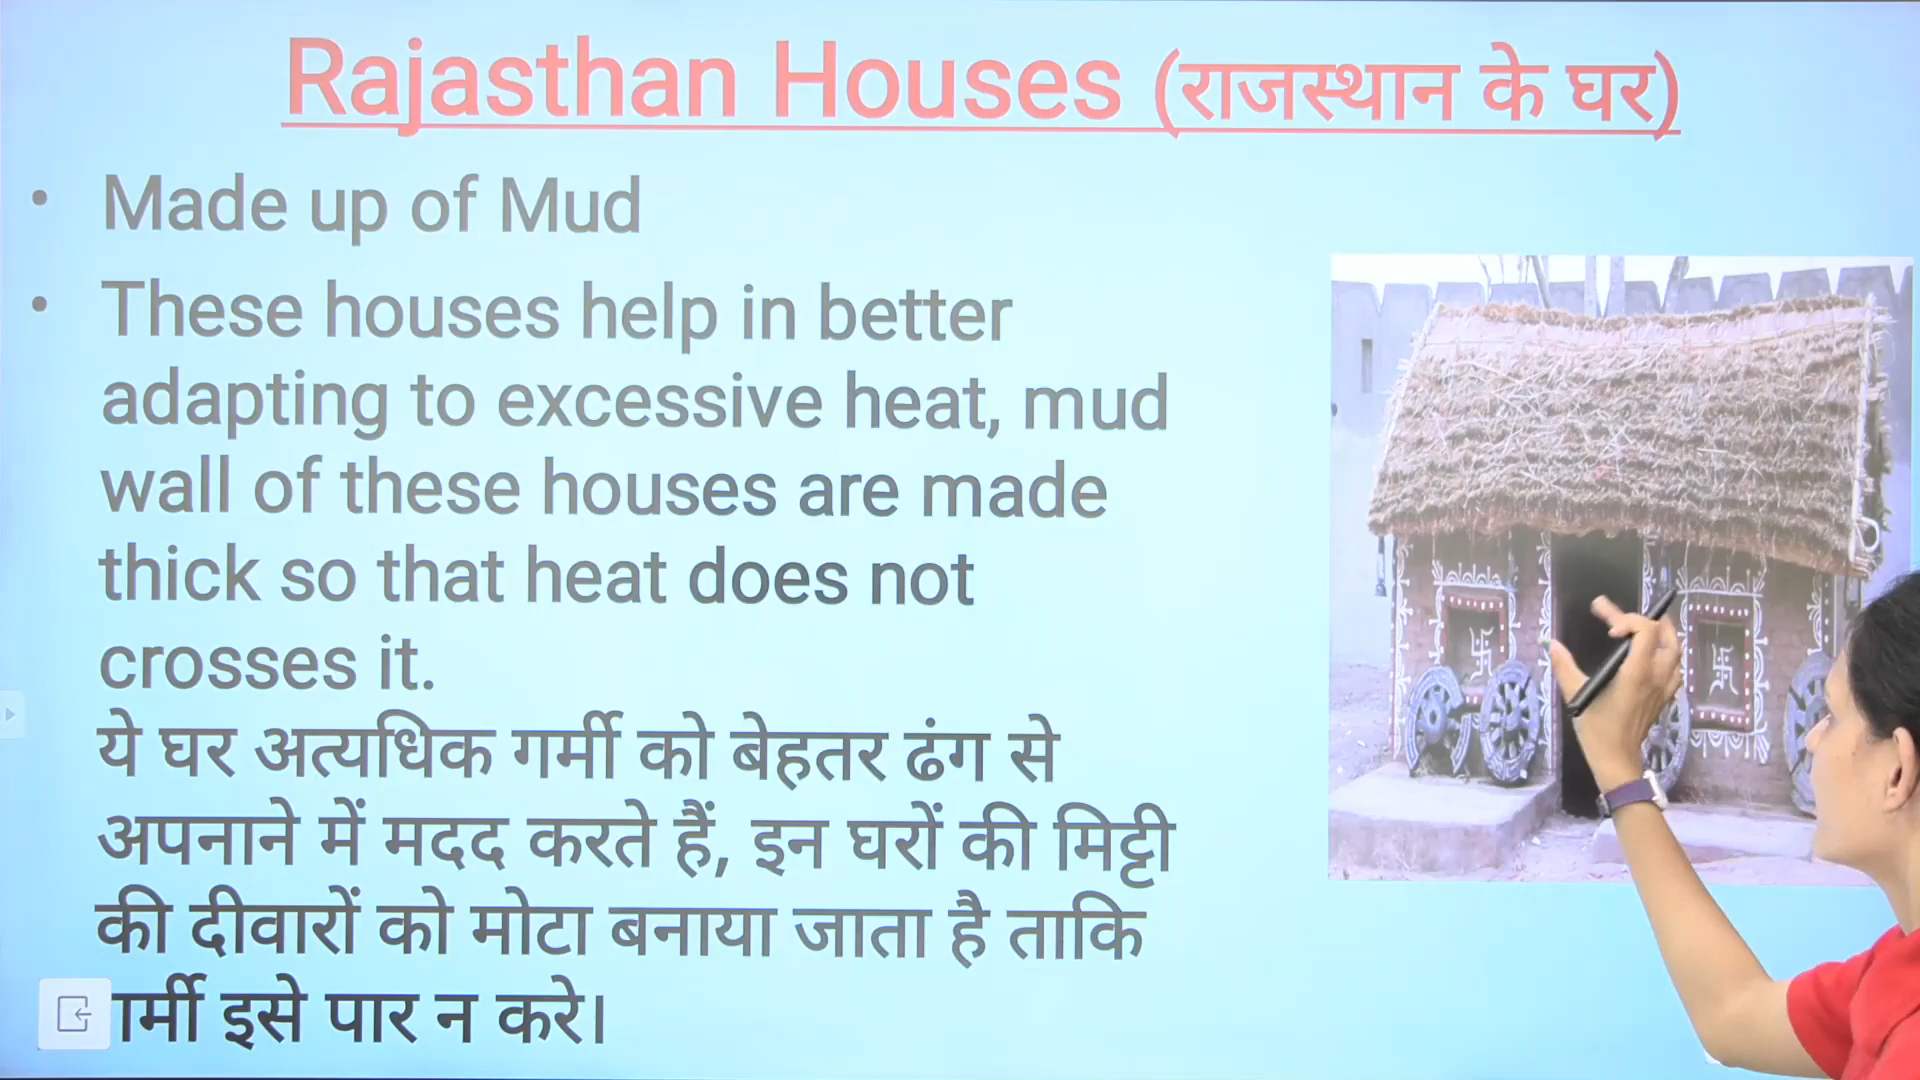 Rajasthan Houses (राजस्थान के घर)
• Made up of Mud
• These houses help in better
adapting to excessive heat, mud
wall of these houses are made
thick so that heat does not
crosses it.
ये घर अत्यधिक गर्मी को बेहतर ढंग से
अपनाने में मदद करते हैं, इन घरों की मिट्टी
की दीवारों को मोटा बनाया जाता है ताकि
गर्मी इसे पार न करे।